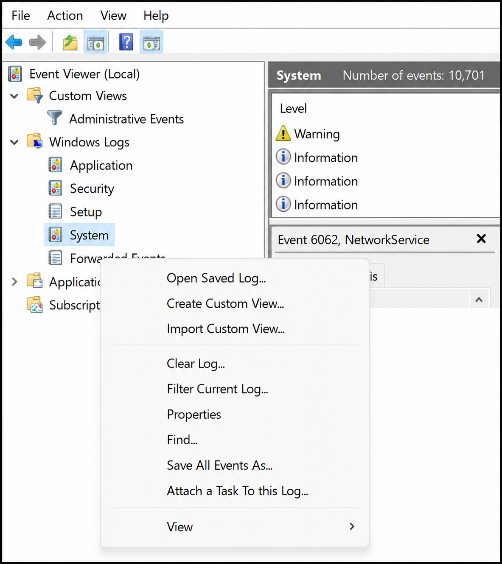 File Action View Help
Event Viewer (Local)
Custom Views
Administrative Events
Windows Logs
Application
Security
Setup
System
Forwarded Events
Applicatio
Subscript
System Number of events: 10,701
Level
Warning
Information
Information
Information
Event 6062, NetworkService
is
Open Saved Log...
Create Custom View...
Import Custom View...
Clear Log...
Filter Current Log...
Properties
Find...
Save All Events As...
Attach a Task To this Log...
View